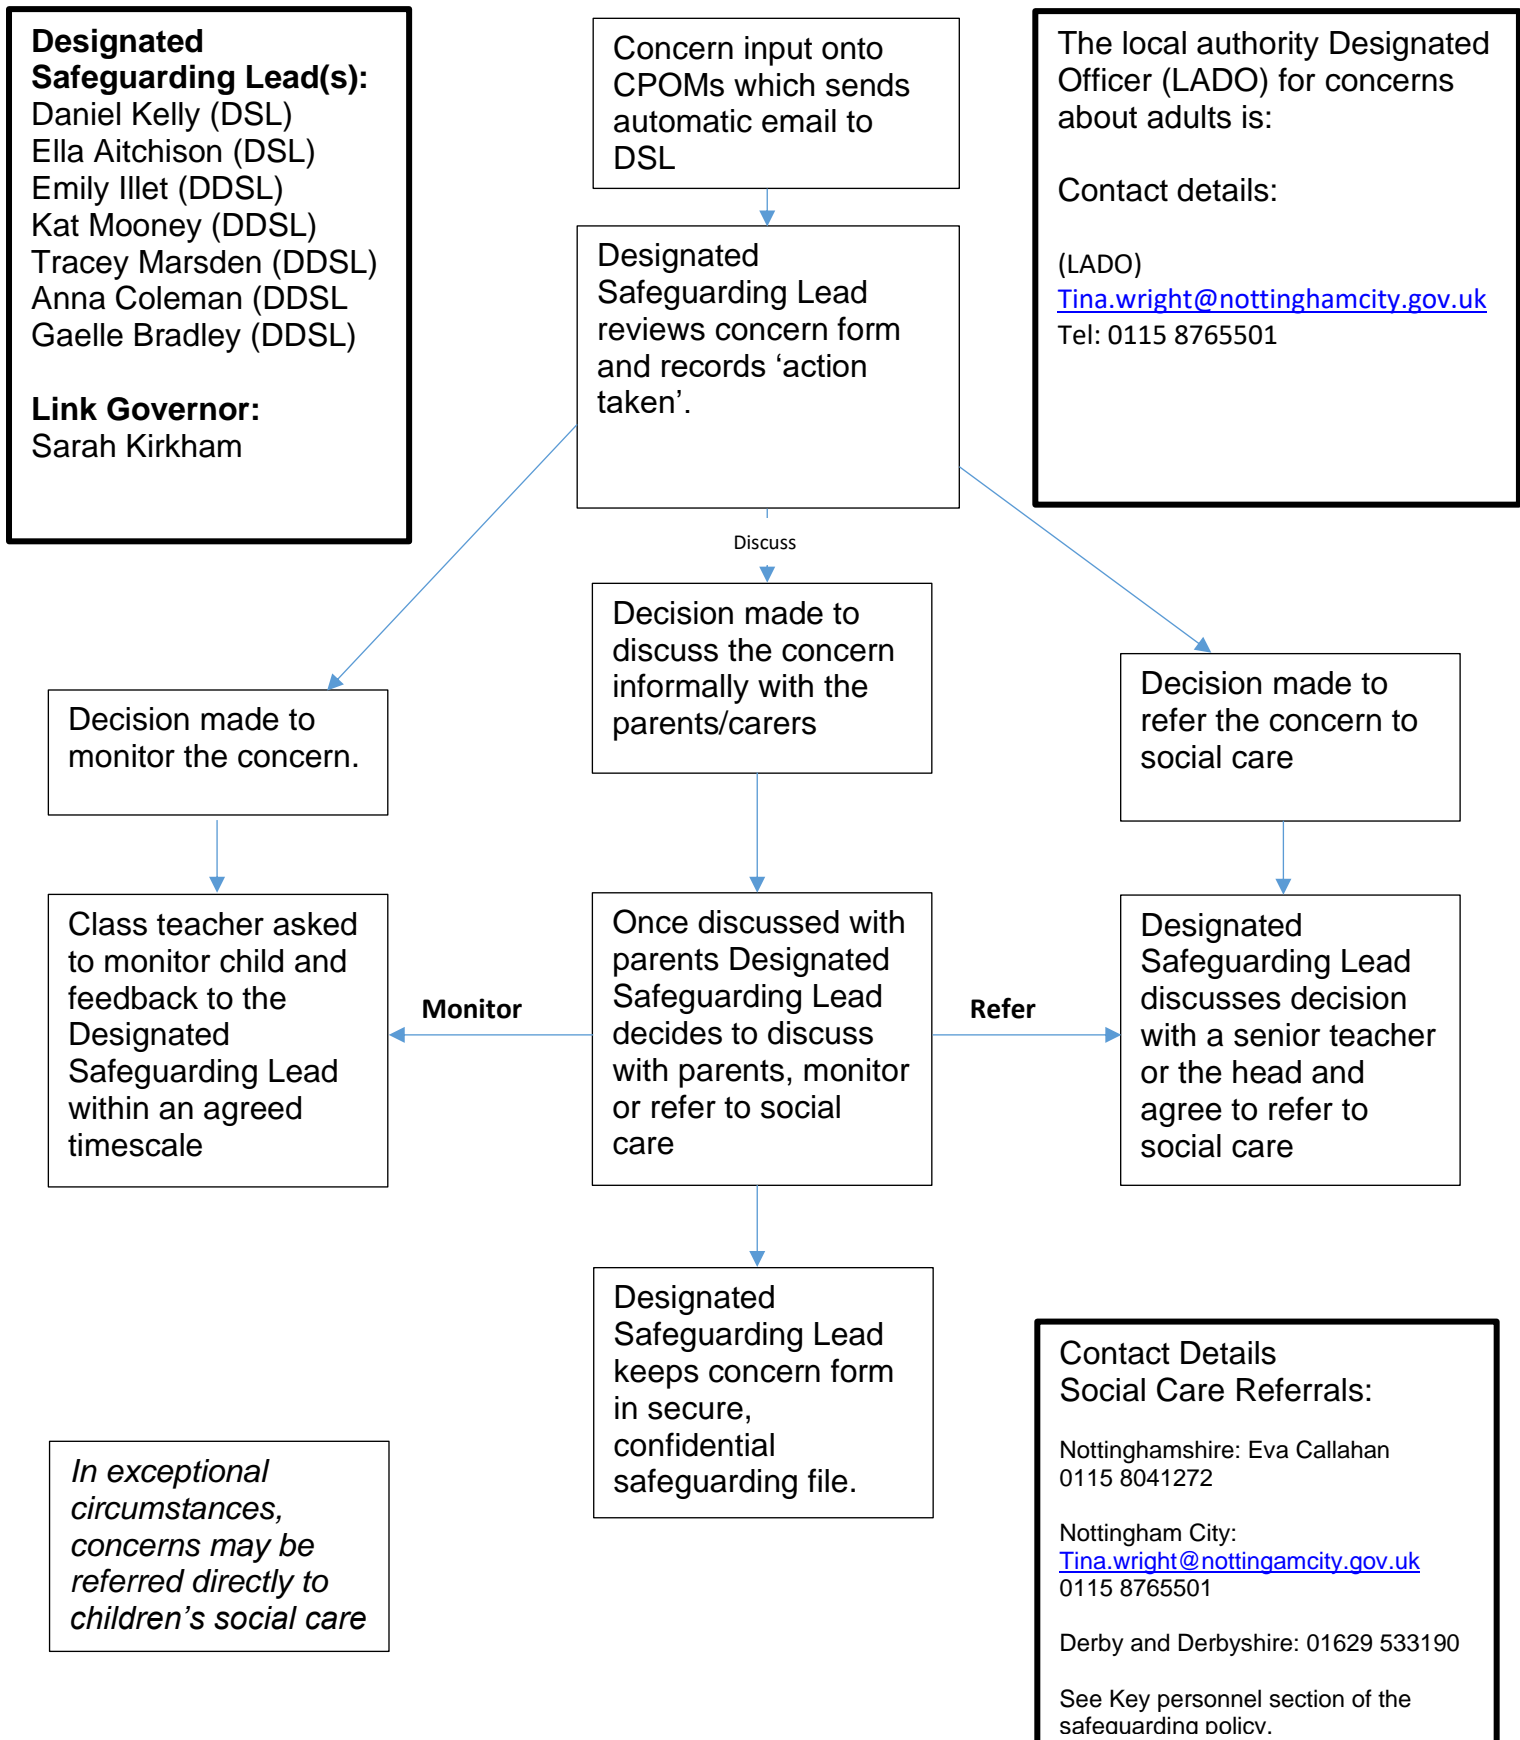 Designated
Safeguarding Lead(s):
Daniel Kelly (DSL)
Ella Aitchison (DSL)
Emily Illet (DDSL)
Kat Mooney (DDSL)
Tracey Marsden (DDSL)
Anna Coleman (DDSL
Gaelle Bradley (DDSL)
Link Governor:
Sarah Kirkham
Concern input onto
CPOMs which sends
automatic email to
DSL
The local authority Designated
Officer (LADO) for concerns
about adults is:
Contact details:
(LADO)
Tina.wright@nottinghamcity.gov.uk
Tel: 0115 8765501
Designated
Safeguarding Lead
reviews concern form
and records ‘action
taken’.
Discuss
Decision made to
monitor the concern.
Decision made to
discuss the concern
informally with the
parents/carers
Decision made to
refer the concern to
social care
Class teacher asked
to monitor child and
feedback to the
Designated
Safeguarding Lead
within an agreed
timescale
Monitor
Once discussed with
parents Designated
Safeguarding Lead
decides to discuss
with parents, monitor
or refer to social
care
Refer
Designated
Safeguarding Lead
discusses decision
with a senior teacher
or the head and
agree to refer to
social care
Designated
Safeguarding Lead
keeps concern form
in secure,
confidential
safeguarding file.
In exceptional
circumstances,
concerns may be
referred directly to
children’s social care
Contact Details
Social Care Referrals:
Nottinghamshire: Eva Callahan
0115 8041272
Nottingham City:
Tina.wright@nottingamcity.gov.uk
0115 8765501
Derby and Derbyshire: 01629 533190
See Key personnel section of the
safeguarding policy.